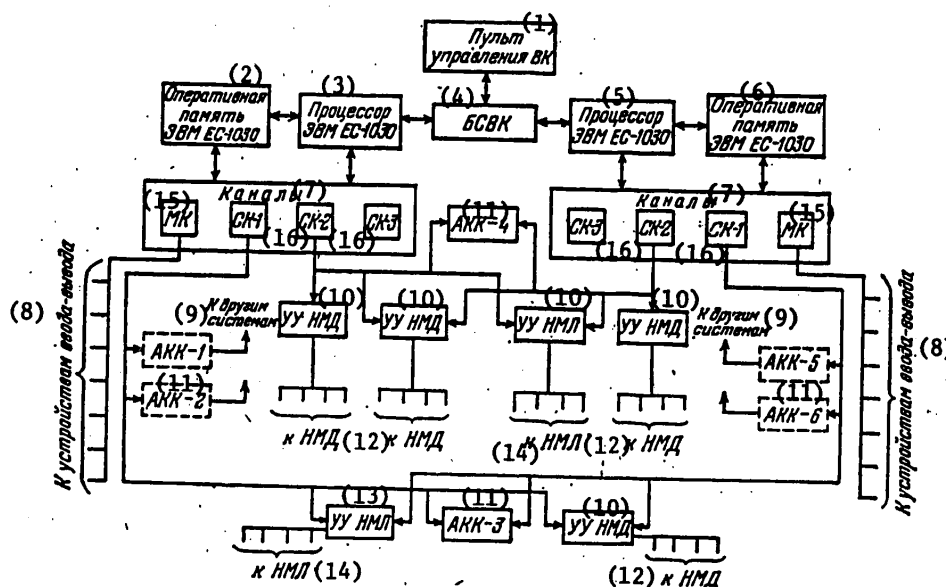 (1)
Пульт
управления ВК
(2)
Оперативная
память
ЭВМ ЕС-1030
(3)
Процессор
ЭВМ ЕС-1030
(4)
БСВК
(5)
Процессор
ЭВМ ЕС-1030
(6)
Оперативная
память
ЭВМ ЕС-1030
Каналы (7)
(15)
МК
СК-1
(16)
СК-2
(16)
СК-3
(11)
АКК-4
Каналы (7)
СК-3
СК-2
(16)
СК-1
(16)
(15)
МК
(8)
К устройствам ввода-вывода
(9) К другим
системам
(10)
УУ НМД
(10)
УУ НМД
(10)
УУ НМЛ
(10)
УУ НМД
К другим (9)
системам
(8)
К устройствам ввода-вывода
АКК-1
(11)
АКК-2
АКК-5
(11)
АКК-6
к НМД (12) к НМД
к НМЛ (12) к НМД
(14)
(13)
УУ НМЛ
(11)
АКК-3
(10)
УУ НМД
к НМЛ (14)
(12) к НМД